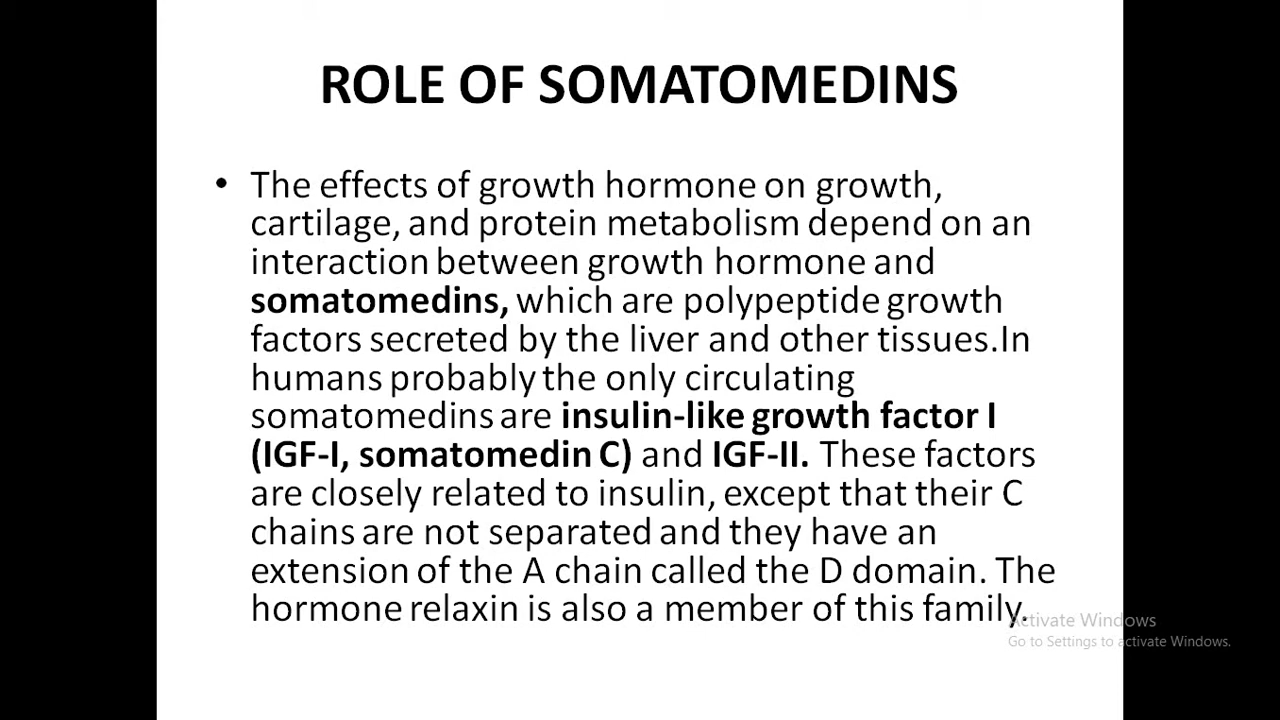 ROLE OF SOMATOMEDINS
• The effects of growth hormone on growth,
cartilage, and protein metabolism depend on an
interaction between growth hormone and
somatomedins, which are polypeptide growth
factors secreted by the liver and other tissues.In
humans probably the only circulating
somatomedins are insulin-like growth factor I
(IGF-I, somatomedin C) and IGF-II. These factors
are closely related to insulin, except that their C
chains are not separated and they have an
extension of the A chain called the D domain. The
hormone relaxin is also a member of this family.
Activate Windows
Go to Settings to activate Windows.